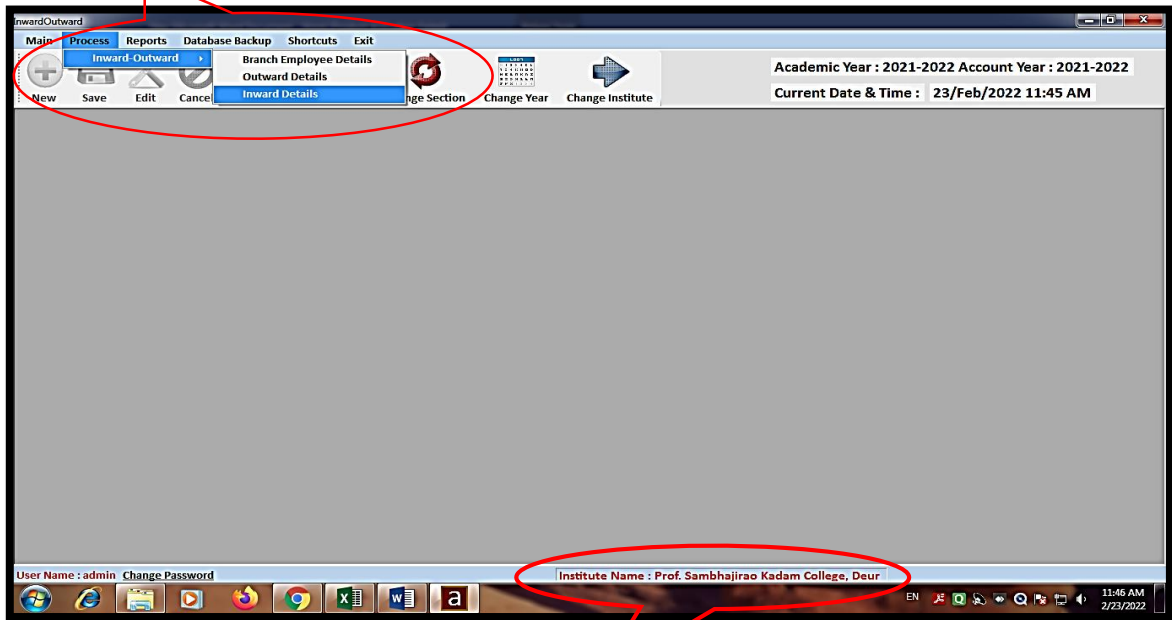 InwardOutward
Main Process Reports Database Backup Shortcuts Exit
Inward-Outward
Branch Employee Details
Outward Details
Inward Details
New Save Edit Cancel nge Section Change Year Change Institute
Academic Year : 2021-2022 Account Year : 2021-2022
Current Date & Time : 23/Feb/2022 11:45 AM
User Name : admin Change Password
Institute Name : Prof. Sambhajirao Kadam College, Deur
EN
11:46 AM
2/23/2022